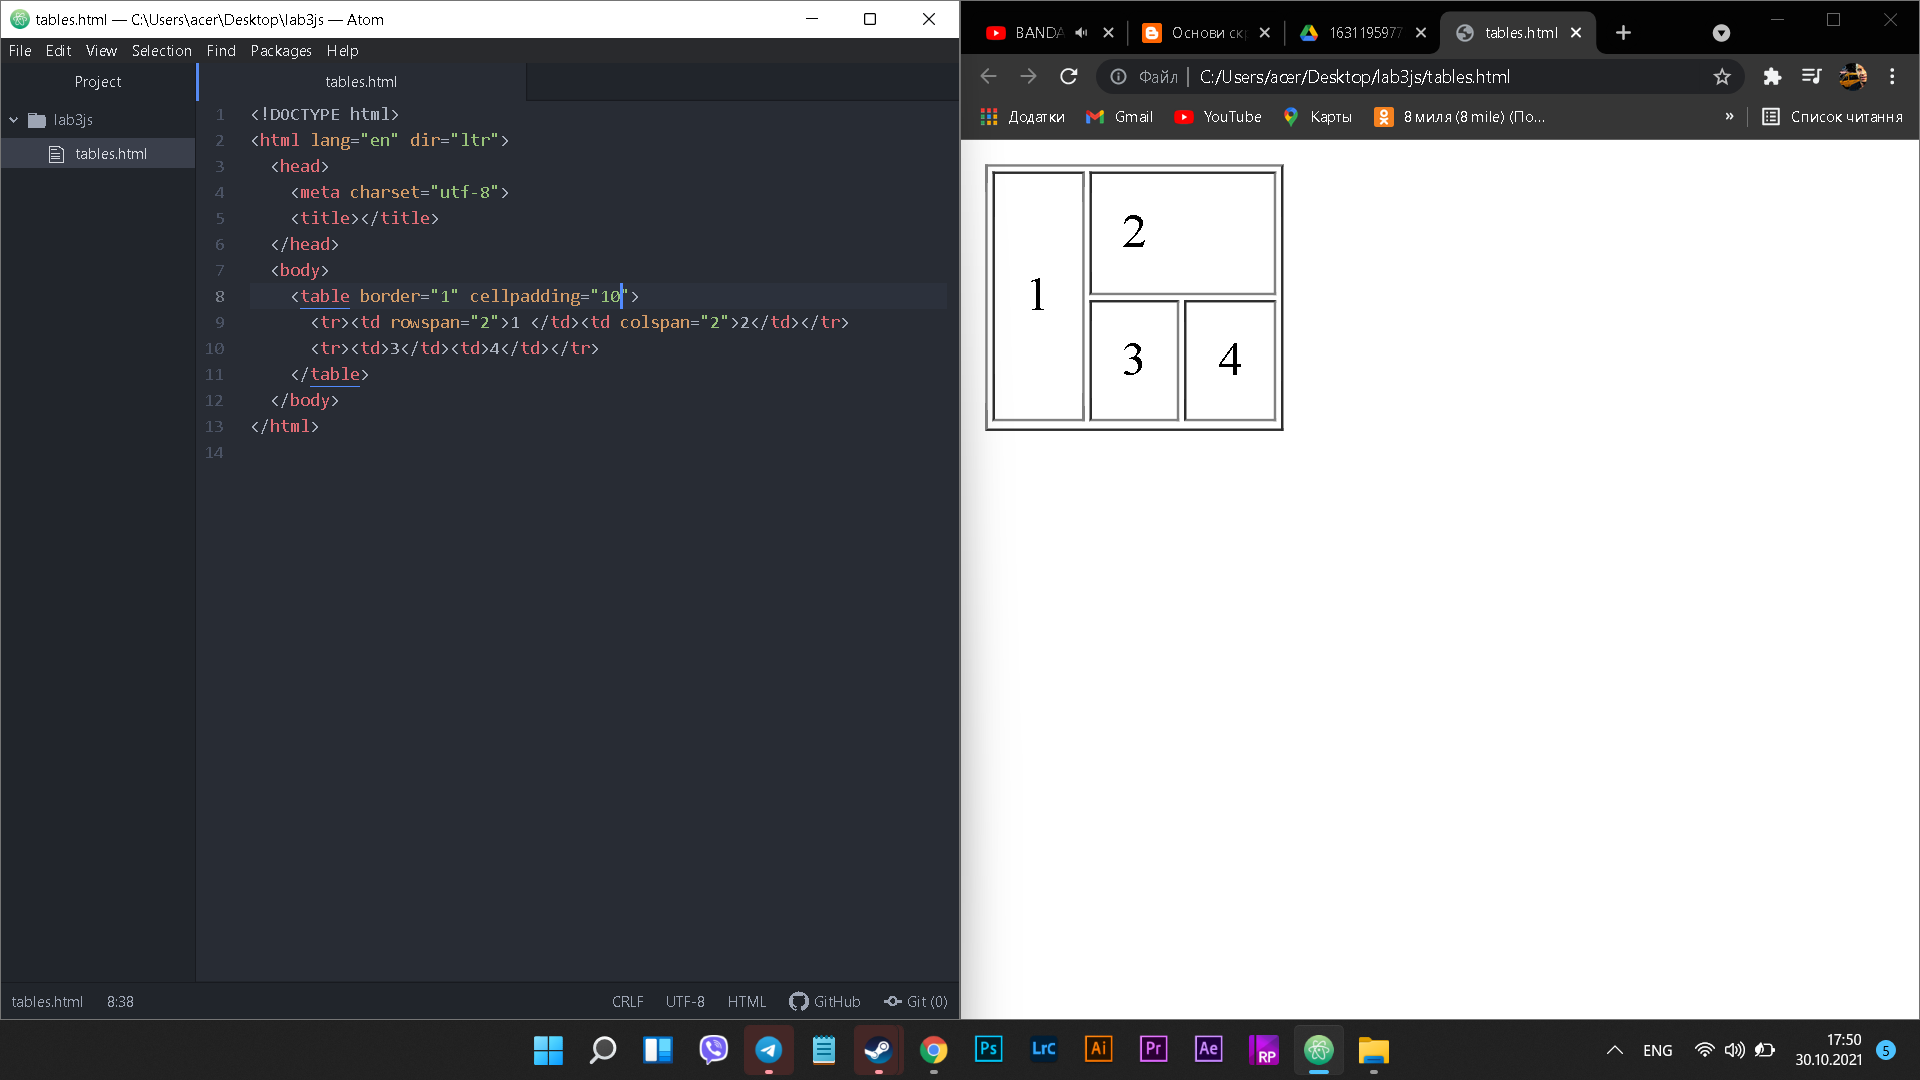 tables.html — C:\Users\acer\Desktop\lab3js — Atom
File Edit View Selection Find Packages Help
Project
lab3js
tables.html
tables.html
1 <!DOCTYPE html>
2 <html lang="en" dir="ltr">
3 <head>
4 <meta charset="utf-8">
5 <title></title>
6 </head>
7 <body>
8 <table border="1" cellpadding="10">
9 <tr><td rowspan="2">1 </td><td colspan="2">2</td></tr>
10 <tr><td>3</td><td>4</td></tr>
11 </table>
12 </body>
13 </html>
14
tables.html 8:38 CRLF UTF-8 HTML GitHub Git (0)
BANDA Основи ск 1631195977 tables.html
Файл C:/Users/acer/Desktop/lab3js/tables.html
Додатки Gmail YouTube Карты 8 миля (8 mile) (По... » Список читання
2
1
3 4
Ps LrC Ai Pr Ae RP
ENG
17:50
30.10.2021
5